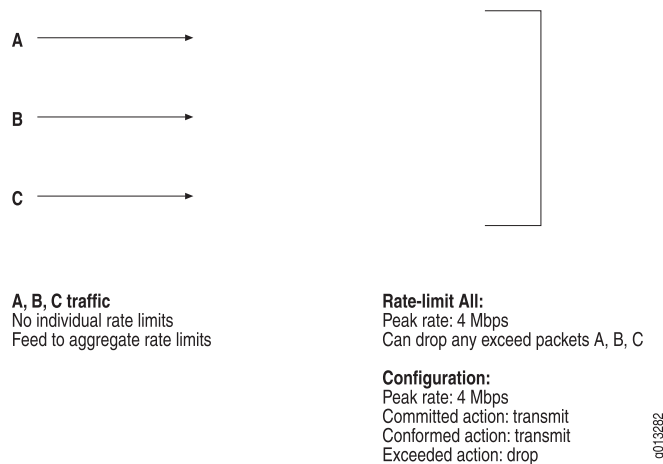 A
B
C
A, B, C traffic
No individual rate limits
Feed to aggregate rate limits
Rate-limit All:
Peak rate: 4 Mbps
Can drop any exceed packets A, B, C
Configuration:
Peak rate: 4 Mbps
Committed action: transmit
Conformed action: transmit
Exceeded action: drop
g013282